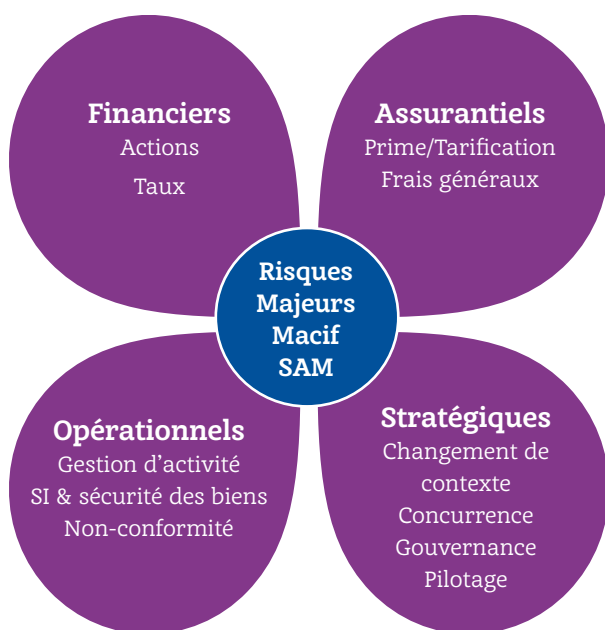 Financiers
Actions
Taux
Assurantiels
Prime/Tarification
Frais généraux
Risques
Majeurs
Macif
SAM
Opérationnels
Gestion d'activité
SI & sécurité des biens
Non-conformité
Stratégiques
Changement de
contexte
Concurrence
Gouvernance
Pilotage